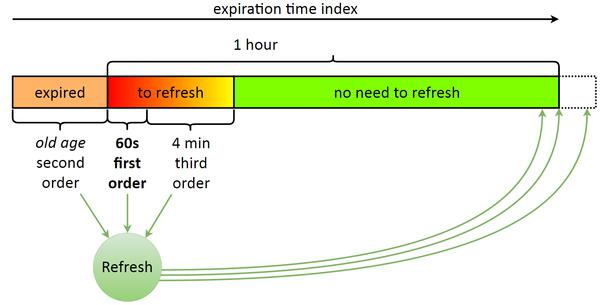 expiration time index
1 hour
expired
to refresh
no need to refresh
old age
second
order
60s
first
order
4 min
third
order
Refresh